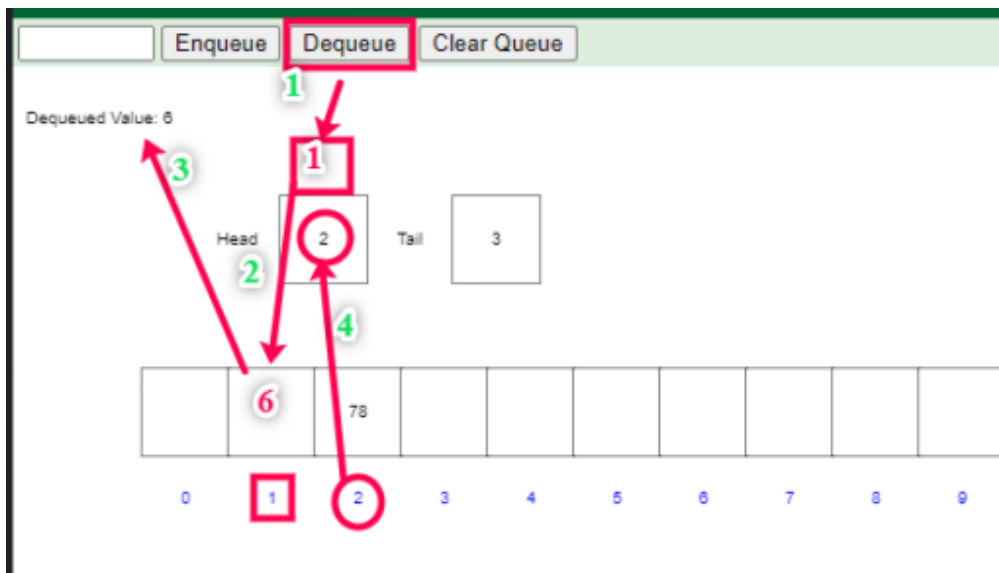 Enqueue Dequeue Clear Queue
1
Dequeued Value: 6
3 1
Head 2 Tail 3
2
4
6 78
0 1 2 3 4 5 6 7 8 9